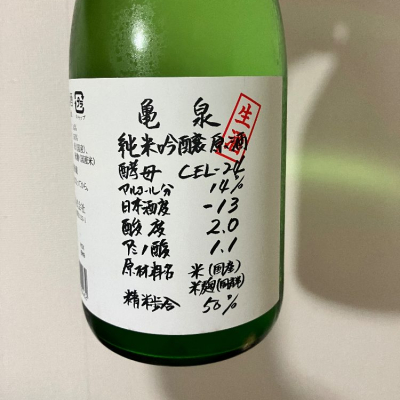 亀 泉
生酒
純米吟醸原酒
酵母 CEL-24
アルコール分 14%
日本酒度 -13
酸度 2.0
アミノ酸 1.1
原材料名 米(国産)
米麹(国産米)
精米歩合 50%